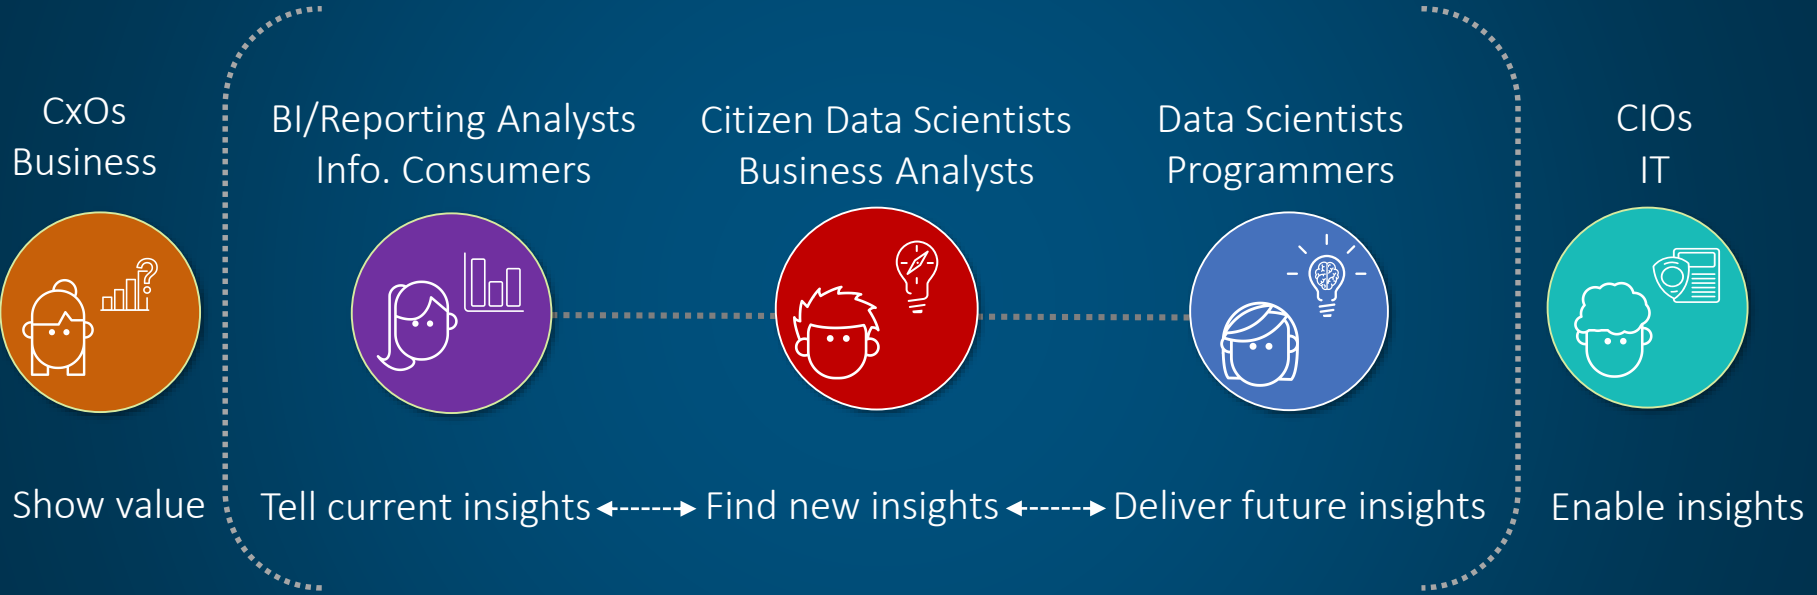 CxOs
Business
BI/Reporting Analysts
Info. Consumers
Citizen Data Scientists
Business Analysts
Data Scientists
Programmers
CIOs
IT
?
Show value
Tell current insights
Find new insights
Deliver future insights
Enable insights